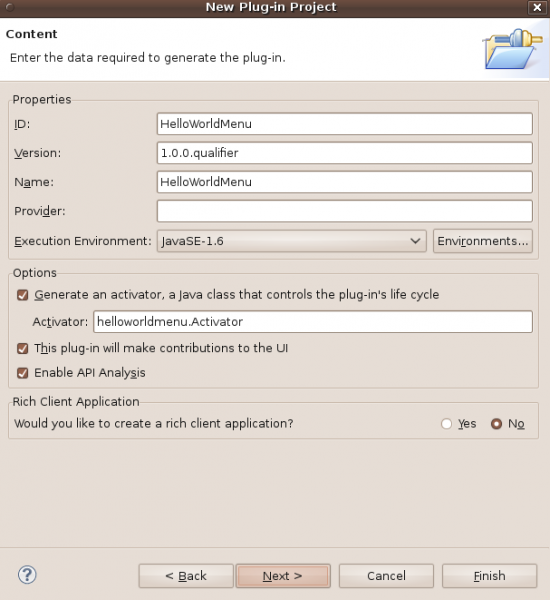 New Plug-in Project
Content
Enter the data required to generate the plug-in.
Properties
ID: HelloWorldMenu
Version: 1.0.0.qualifier
Name: HelloWorldMenu
Provider:
Execution Environment: JavaSE-1.6 Environments...
Options
Generate an activator, a Java class that controls the plug-in's life cycle
Activator: helloworldmenu.Activator
This plug-in will make contributions to the UI
Enable API Analysis
Rich Client Application
Would you like to create a rich client application? Yes No
? < Back Next > Cancel Finish